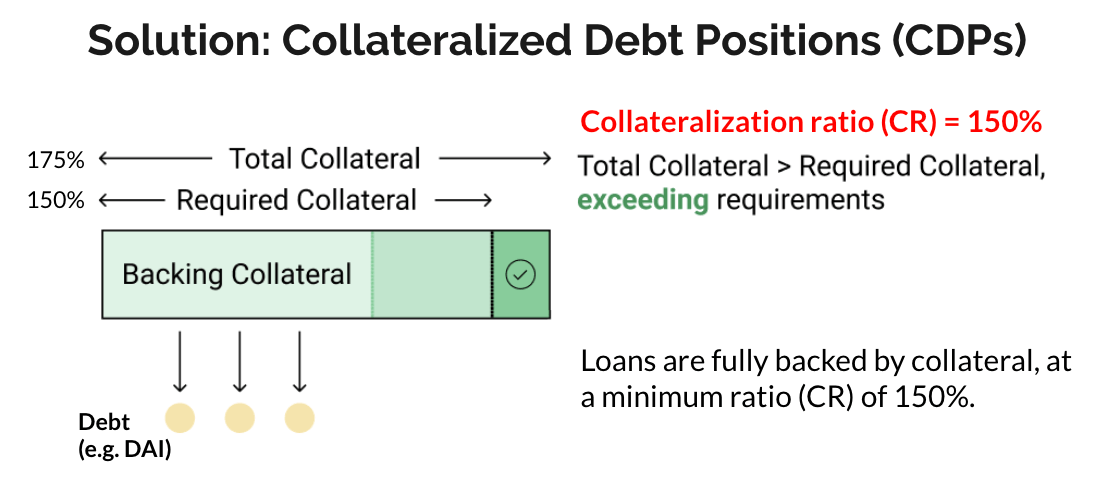 Solution: Collateralized Debt Positions (CDPs)
Collateralization ratio (CR) = 150%
175%
Total Collateral
Total Collateral > Required Collateral,
150%
Required Collateral
exceeding requirements
Backing Collateral
Loans are fully backed by collateral, at
a minimum ratio (CR) of 150%.
Debt
(e.g. DAI)